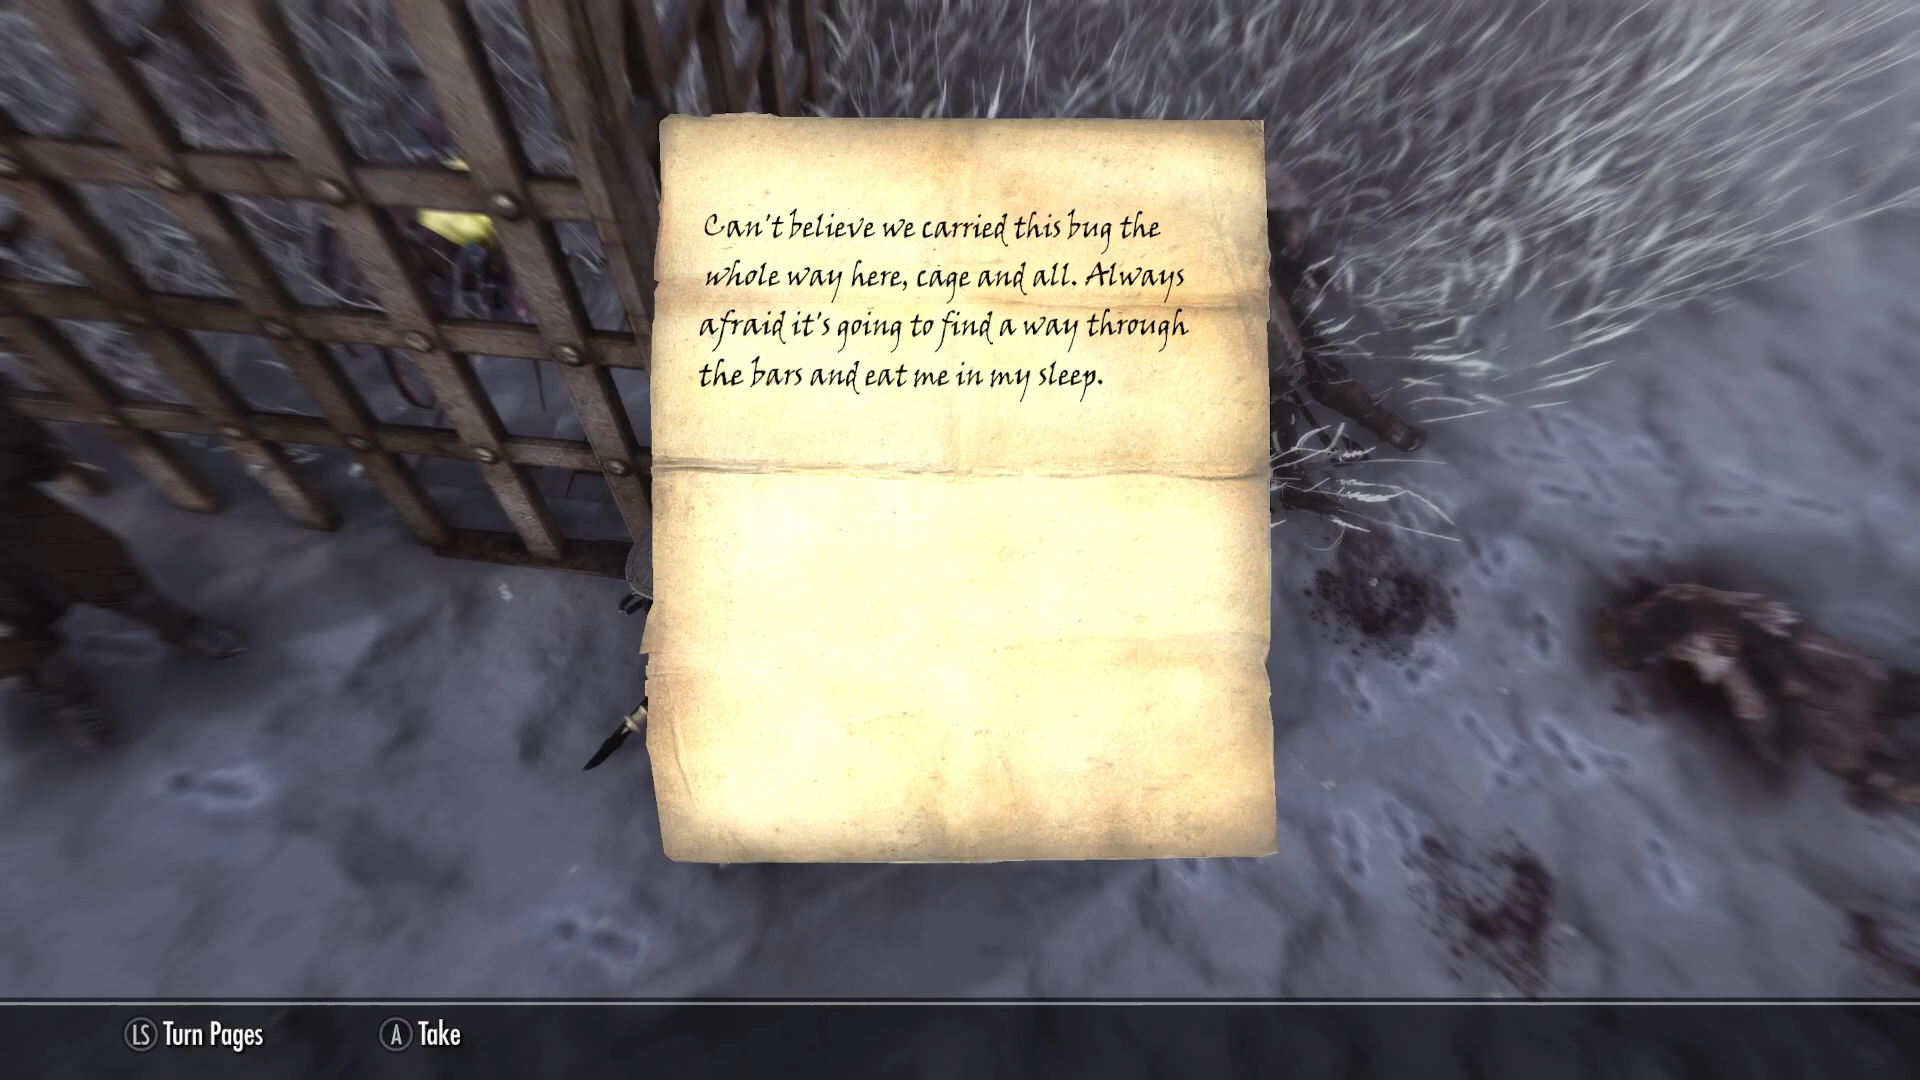 Can't believe we carried this bug the
whole way here, cage and all. Always
afraid it's going to find a way through
the bars and eat me in my sleep.
LS Turn Pages
A Take